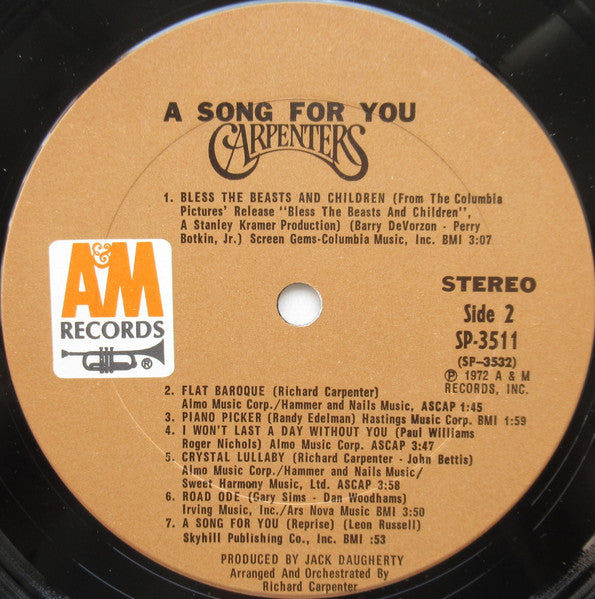 A SONG FOR YOU
CARPENTERS
1. BLESS THE BEASTS AND CHILDREN (From The Columbia
Pictures' Release "Bless The Beasts And Children",
A Stanley Kramer Production) (Barry DeVorzon - Perry
Botkin, Jr.) Screen Gems-Columbia Music, Inc. BMI 3:07
A&M
RECORDS
®
STEREO
Side 2
SP-3511
(SP-3532)
℗ 1972 A & M
RECORDS, INC.
2. FLAT BAROQUE (Richard Carpenter)
Almo Music Corp./Hammer and Nails Music, ASCAP 1:45
3. PIANO PICKER (Randy Edelman) Hastings Music Corp. BMI 1:59
4. I WON'T LAST A DAY WITHOUT YOU (Paul Williams
Roger Nichols) Almo Music Corp. ASCAP 3:47
5. CRYSTAL LULLABY (Richard Carpenter - John Bettis)
Almo Music Corp./Hammer and Nails Music/
Sweet Harmony Music, Ltd. ASCAP 3:58
6. ROAD ODE (Gary Sims - Dan Woodhams)
Irving Music, Inc./Ars Nova Music BMI 3:50
7. A SONG FOR YOU (Reprise) (Leon Russell)
Skyhill Publishing Co., Inc. BMI :53
PRODUCED BY JACK DAUGHERTY
Arranged And Orchestrated By
Richard Carpenter